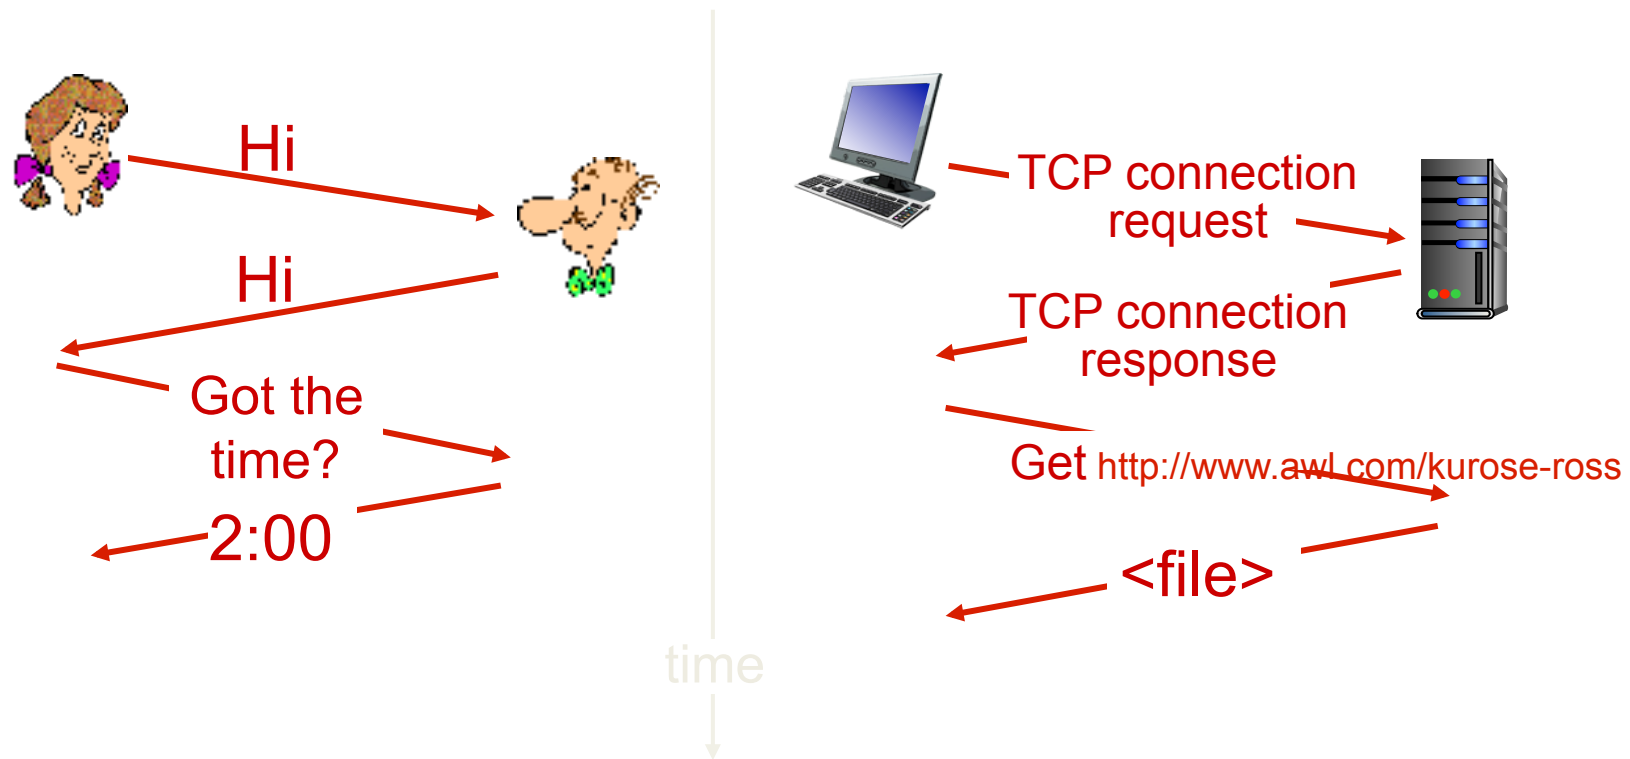 Hi
Hi
Got the
time?
2:00
TCP connection
request
TCP connection
response
Get http://www.awl.com/kurose-ross
<file>
time